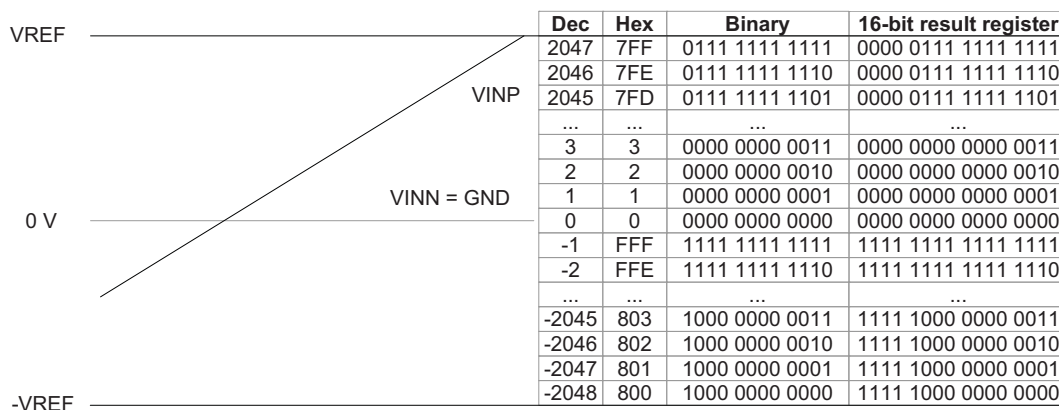 VREF
VINP
VINN = GND
0 V
-VREF
Dec Hex Binary 16-bit result register
2047 7FF 0111 1111 1111 0000 0111 1111 1111
2046 7FE 0111 1111 1110 0000 0111 1111 1110
2045 7FD 0111 1111 1101 0000 0111 1111 1101
... ... ... ...
3 3 0000 0000 0011 0000 0000 0000 0011
2 2 0000 0000 0010 0000 0000 0000 0010
1 1 0000 0000 0001 0000 0000 0000 0001
0 0 0000 0000 0000 0000 0000 0000 0000
-1 FFF 1111 1111 1111 1111 1111 1111 1111
-2 FFE 1111 1111 1110 1111 1111 1111 1110
... ... ... ...
-2045 803 1000 0000 0011 1111 1000 0000 0011
-2046 802 1000 0000 0010 1111 1000 0000 0010
-2047 801 1000 0000 0001 1111 1000 0000 0001
-2048 800 1000 0000 0000 1111 1000 0000 0000